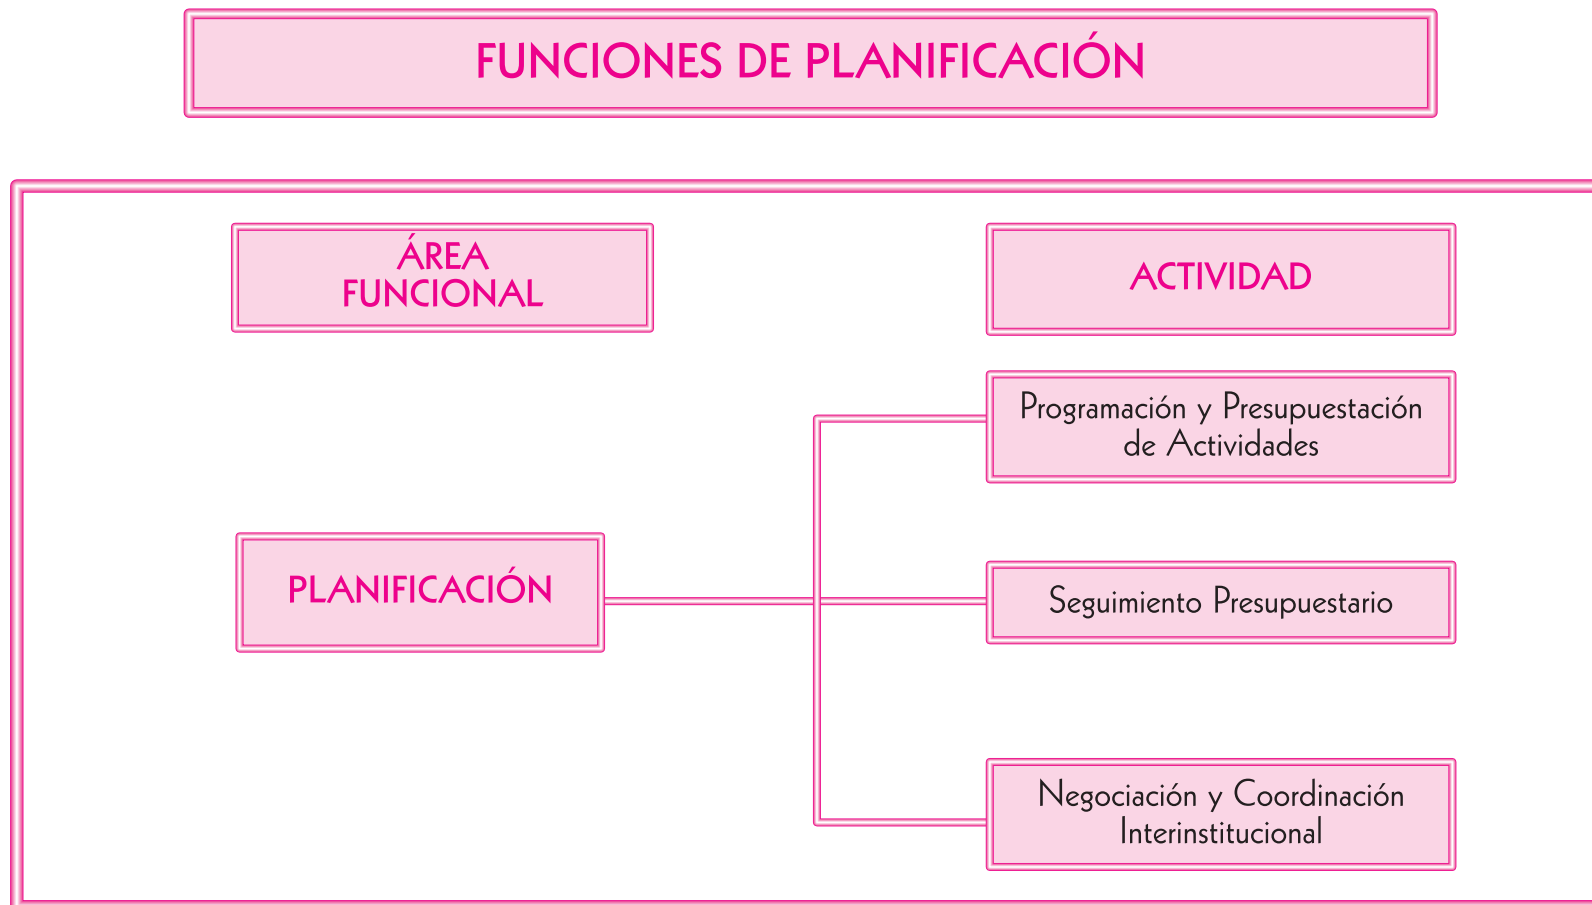 FUNCIONES DE PLANIFICACIÓN
ÁREA
FUNCIONAL
ACTIVIDAD
Programación y Presupuestación
de Actividades
PLANIFICACIÓN
Seguimiento Presupuestario
Negociación y Coordinación
Interinstitucional